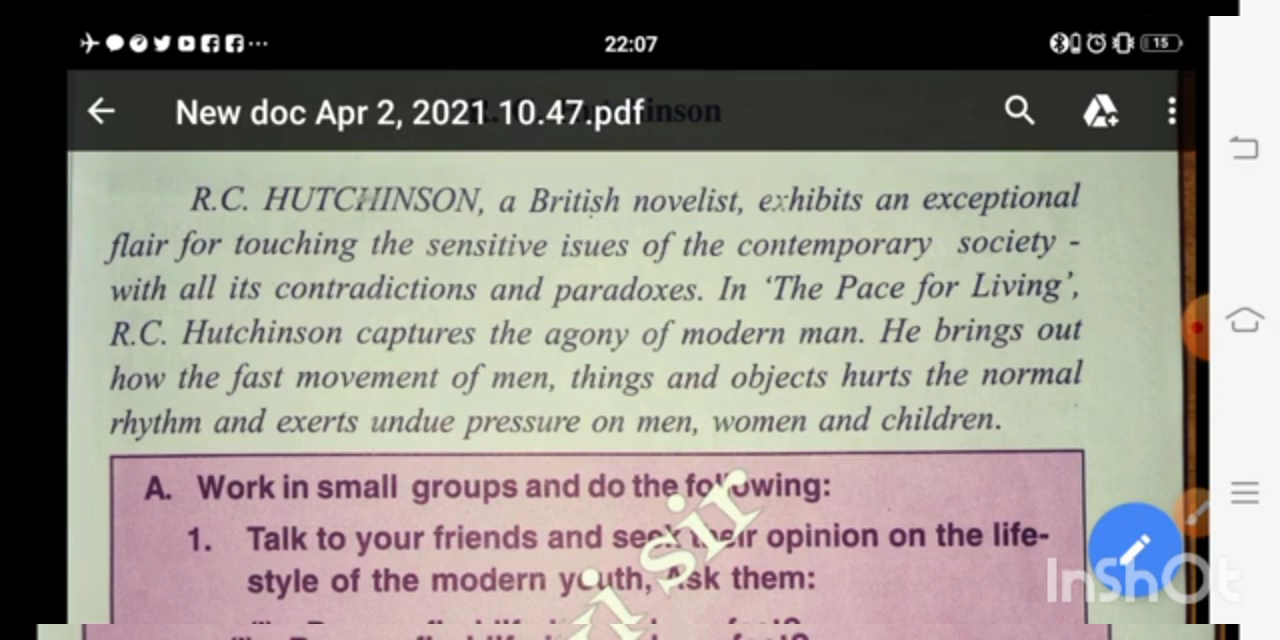 22:07
15
New doc Apr 2, 2021 10.47.pdf
R.C. HUTCHINSON, a British novelist, exhibits an exceptional
flair for touching the sensitive isues of the contemporary society -
with all its contradictions and paradoxes. In ‘The Pace for Living’,
R.C. Hutchinson captures the agony of modern man. He brings out
how the fast movement of men, things and objects hurts the normal
rhythm and exerts undue pressure on men, women and children.
A. Work in small groups and do the following:
1. Talk to your friends and seek their opinion on the life-
style of the modern youth, Ask them:
sir
InShOt